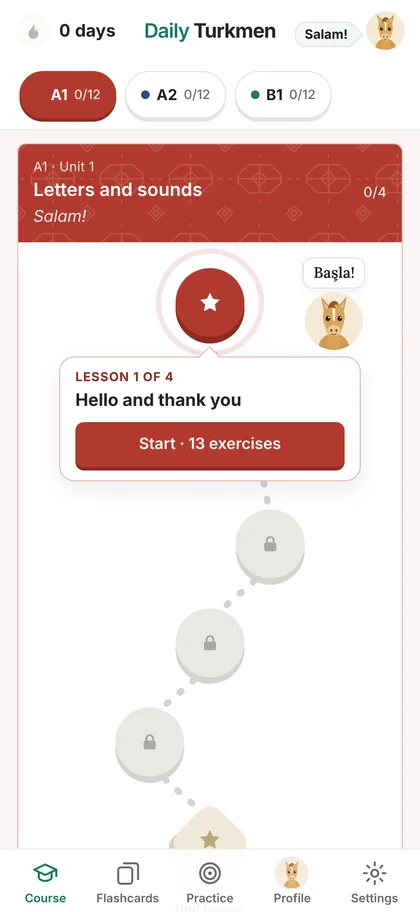 0 days
Daily Turkmen
Salam!
A1 0/12
A2 0/12
B1 0/12
A1 · Unit 1
Letters and sounds
0/4
Salam!
Başla!
LESSON 1 OF 4
Hello and thank you
Start · 13 exercises
Course
Flashcards
Practice
Profile
Settings